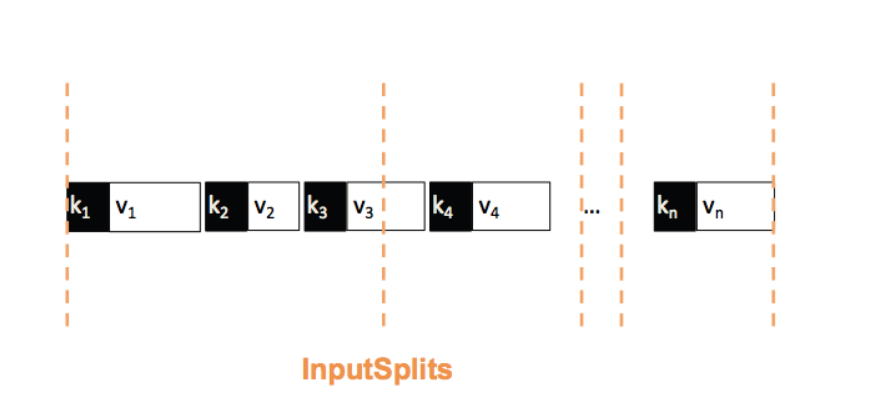 k1 v1 k2 v2 k3 v3 k4 v4 ... kn vn
InputSplits